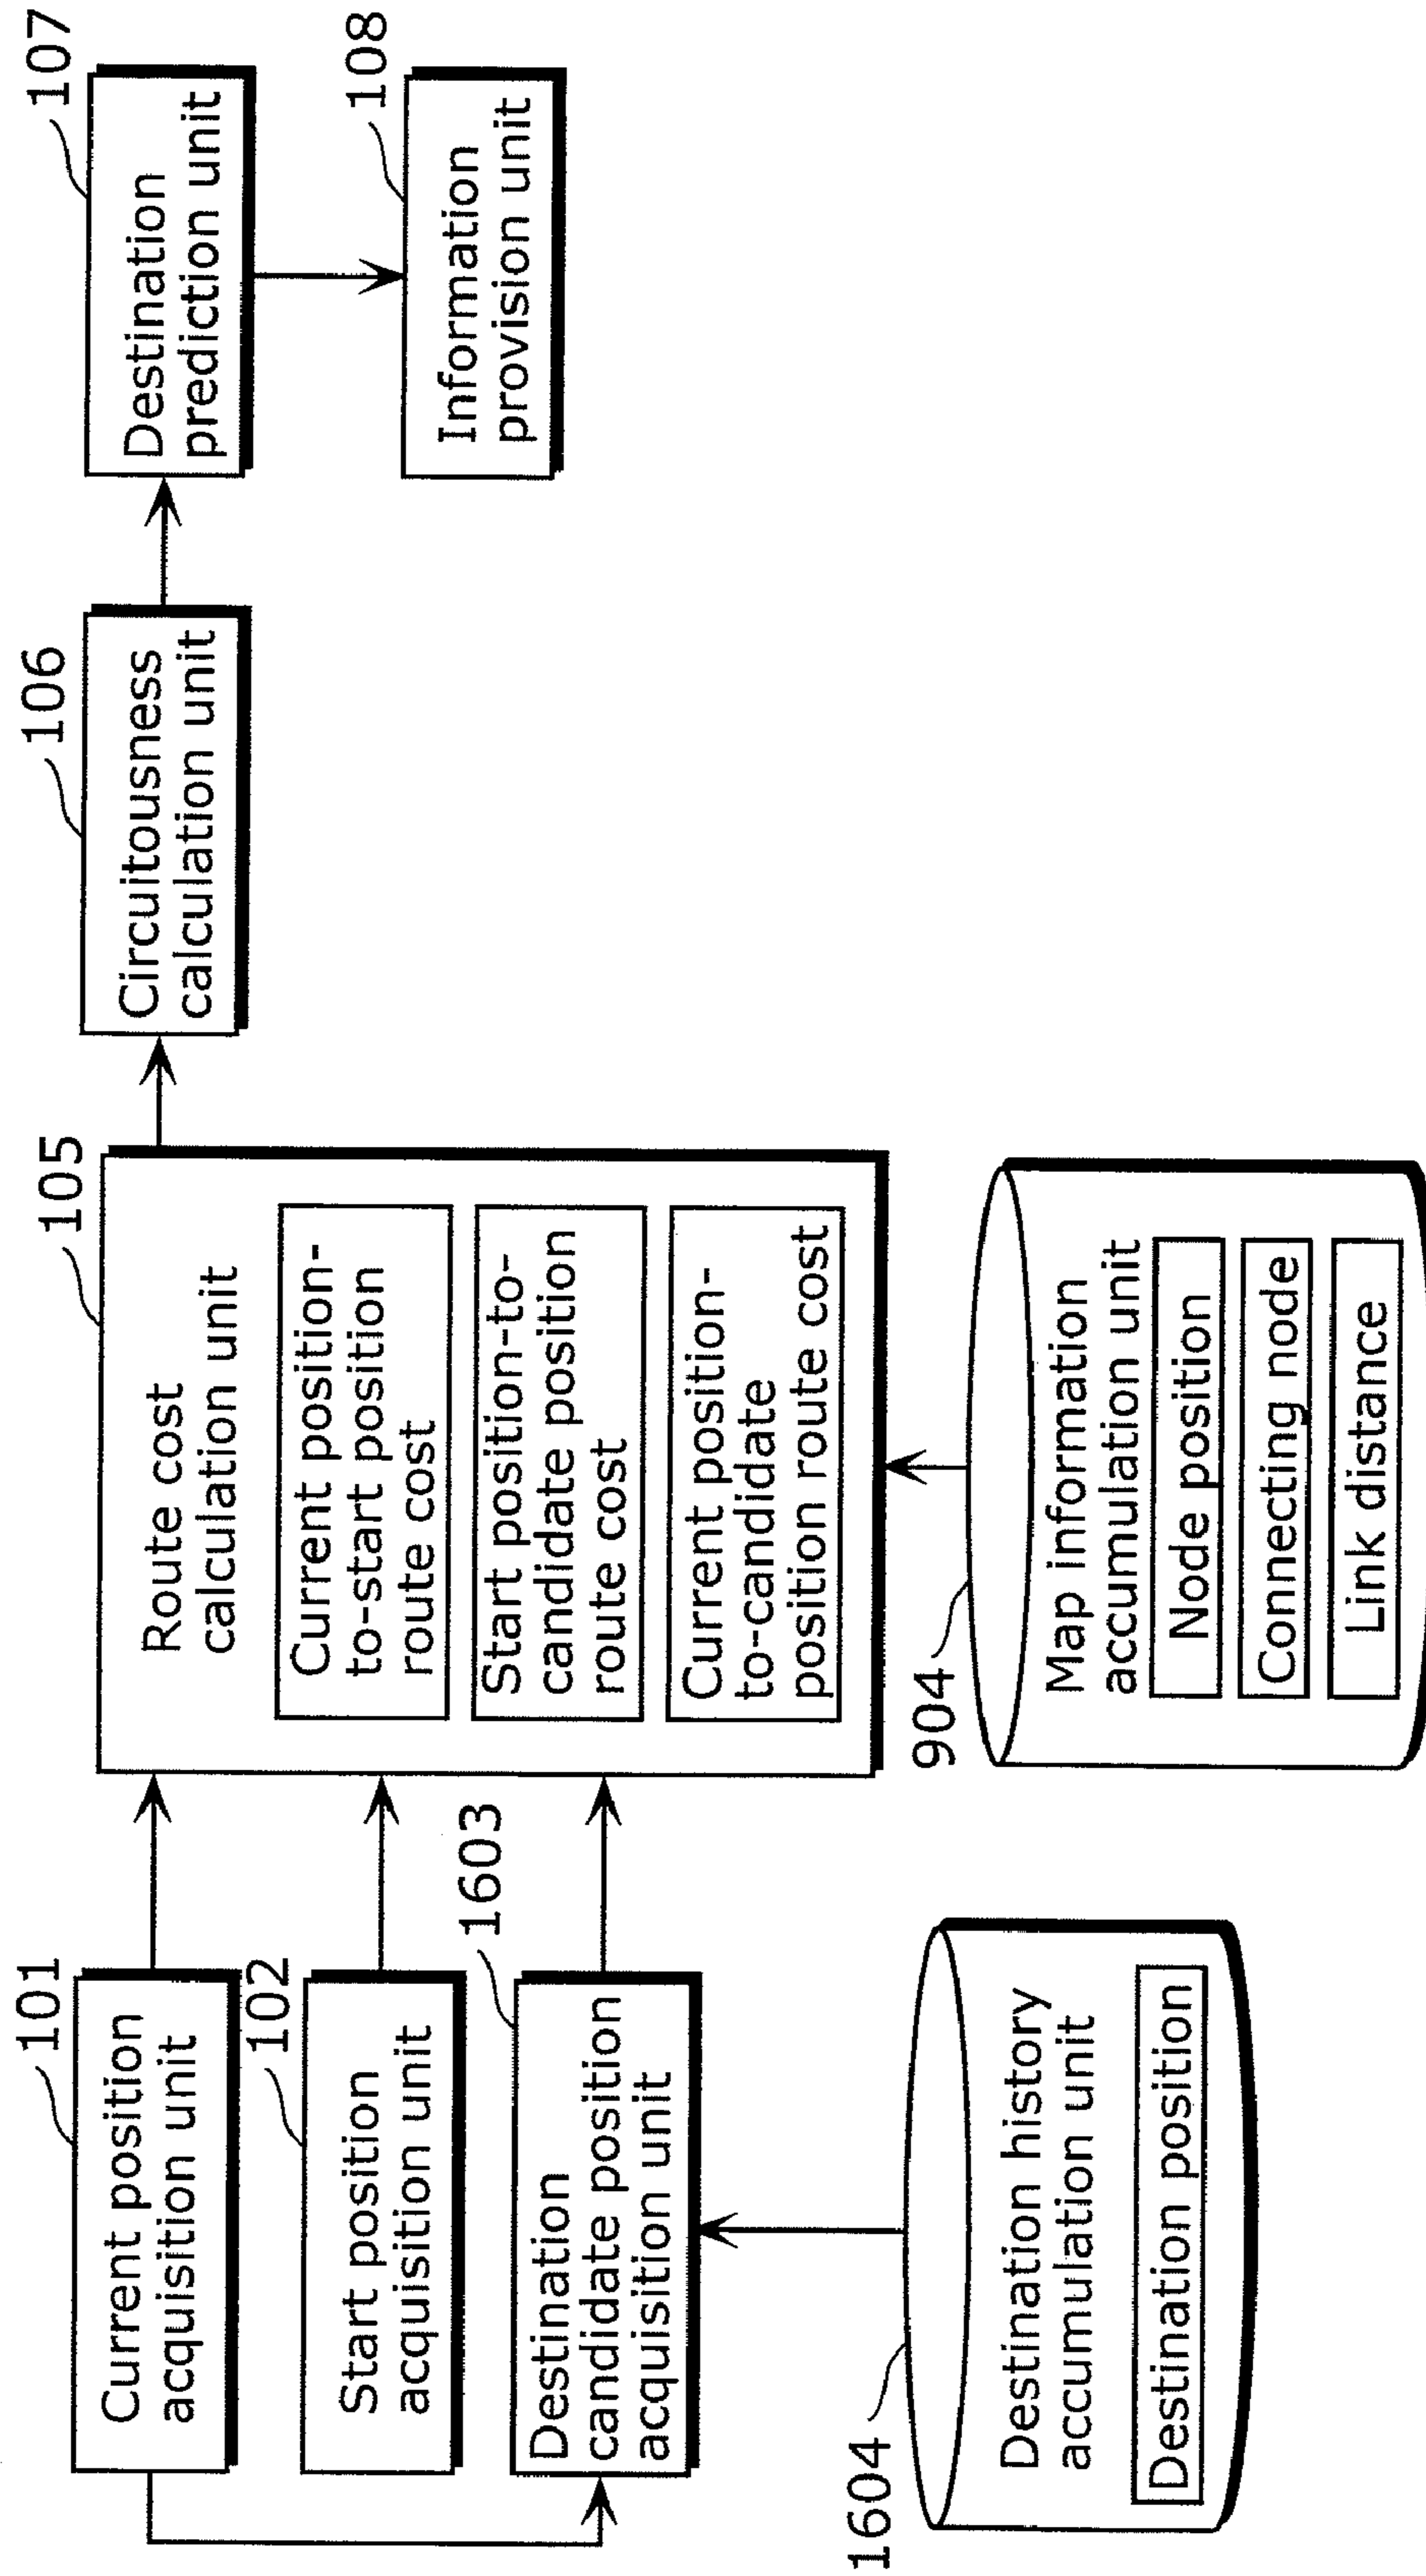 101
Current position
acquisition unit
102
Start position
acquisition unit
1603
Destination
candidate position
acquisition unit
1604
Destination history
accumulation unit
Destination position
105
Route cost
calculation unit
Current position-
to-start position
route cost
Start position-to-
candidate position
route cost
Current position-
to-candidate
position route cost
904
Map information
accumulation unit
Node position
Connecting node
Link distance
106
Circuitousness
calculation unit
107
Destination
prediction unit
108
Information
provision unit